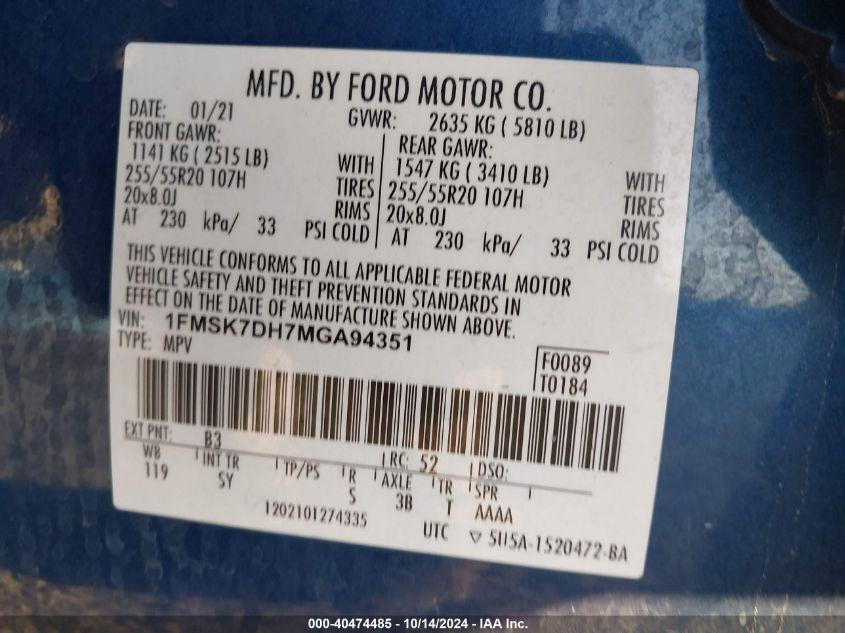 MFD. BY FORD MOTOR CO.
DATE: 01/21 GVWR: 2635 KG ( 5810 LB)
FRONT GAWR: REAR GAWR:
1141 KG ( 2515 LB) WITH 1547 KG ( 3410 LB) WITH
255/55R20 107H TIRES 255/55R20 107H TIRES
20x8.0J RIMS 20x8.0J RIMS
AT 230 kPa/ 33 PSI COLD AT 230 kPa/ 33 PSI COLD
THIS VEHICLE CONFORMS TO ALL APPLICABLE FEDERAL MOTOR
VEHICLE SAFETY AND THEFT PREVENTION STANDARDS IN
EFFECT ON THE DATE OF MANUFACTURE SHOWN ABOVE.
VIN: 1FMSK7DH7MGA94351
TYPE: MPV
F0089
T0184
EXT PNT: B3 RC: 52 DSO:
WB INT TR TP/PS R AXLE TR SPR
119 SY S 3B T AAAA
1202101274335
UTC ▽ 5U5A-1520472-BA
000-40474485 - 10/14/2024 - IAA Inc.